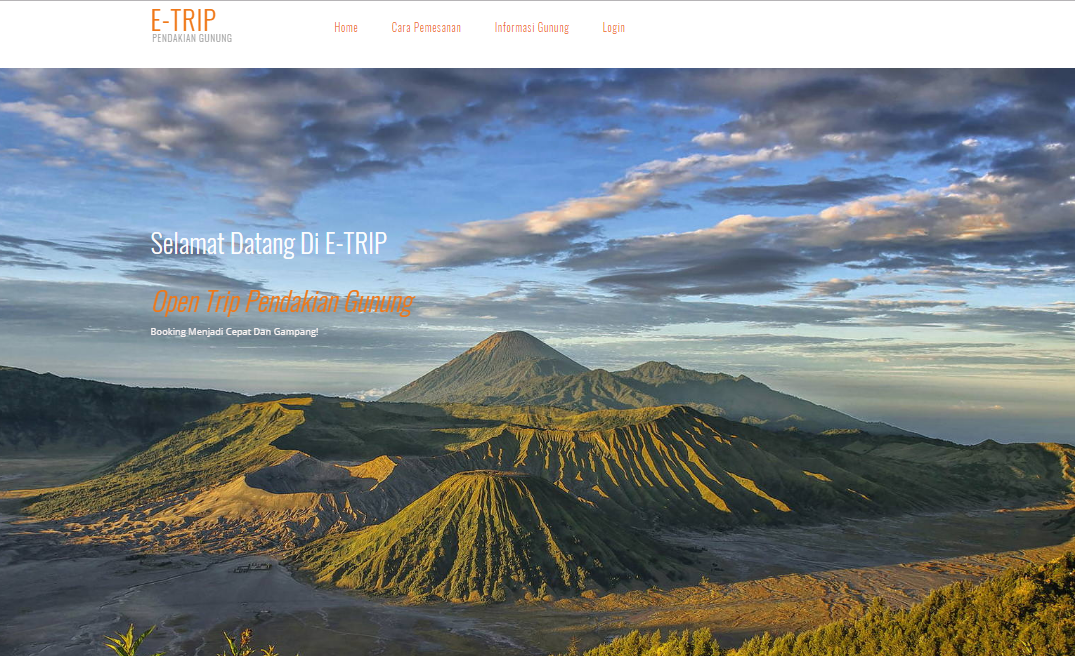 E-TRIP
PENDAKIAN GUNUNG
Home
Cara Pemesanan
Informasi Gunung
Login
Selamat Datang Di E-TRIP
Open Trip Pendakian Gunung
Booking Menjadi Cepat Dan Gampang!